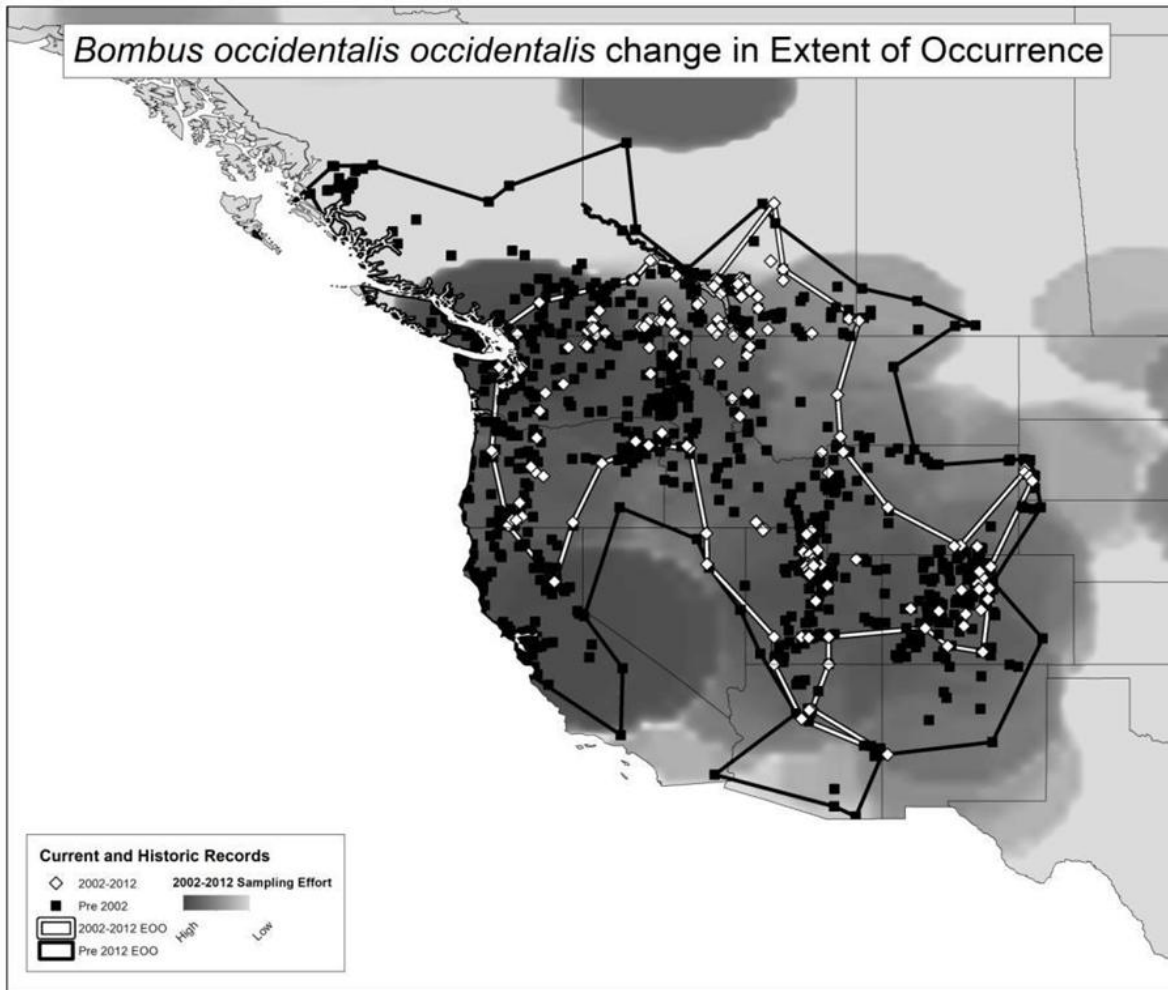 Bombus occidentalis occidentalis change in Extent of Occurrence
Current and Historic Records
2002-2012
2002-2012 Sampling Effort
Pre 2002
High
Low
2002-2012 EOO
Pre 2012 EOO